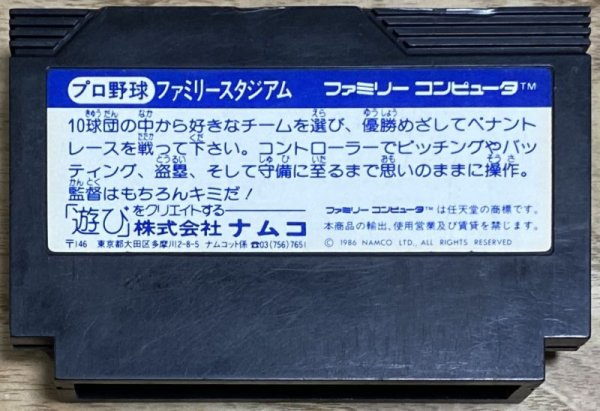 プロ野球 ファミリースタジアム ファミリー コンピュータ™
10球団の中から好きなチームを選び、優勝めざしてペナント
レースを戦って下さい。コントローラーでピッチングやバッ
ティング、盗塁、そして守備に至るまで思いのままに操作。
監督はもちろんキミだ!
「遊び」をクリエイトする 株式会社 ナムコ
〒146 東京都大田区多摩川2-8-5 ナムコット係 ☎03(756)7651
ファミリー コンピュータ™は任天堂の商標です。
本商品の輸出、使用営業及び賃貸を禁じます。
© 1986 NAMCO LTD., ALL RIGHTS RESERVED